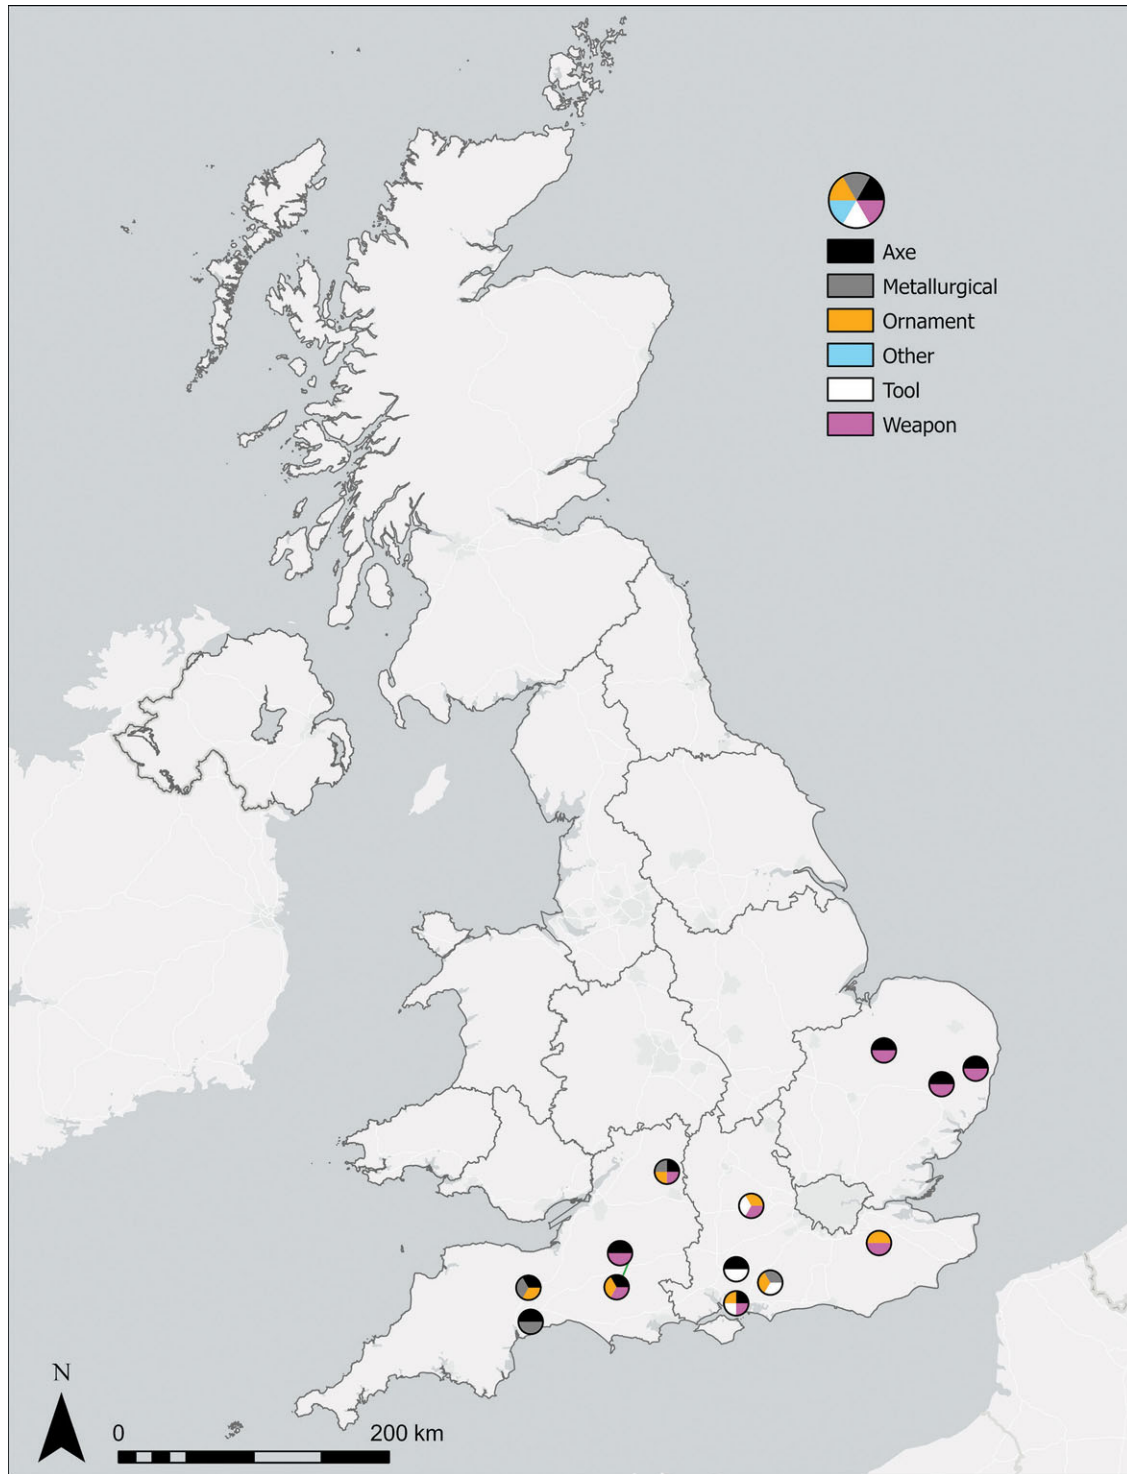 Axe
Metallurgical
Ornament
Other
Tool
Weapon
N
0 200 km